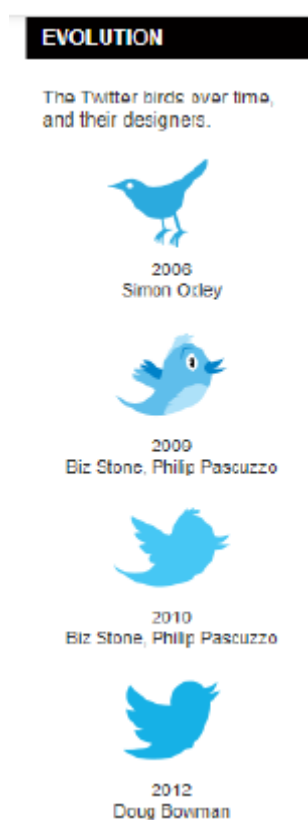 EVOLUTION
The Twitter birds over time,
and their designers.
2006
Simon Oxley
2009
Biz Stone, Philip Pascuzzo
2010
Biz Stone, Philip Pascuzzo
2012
Doug Bowman